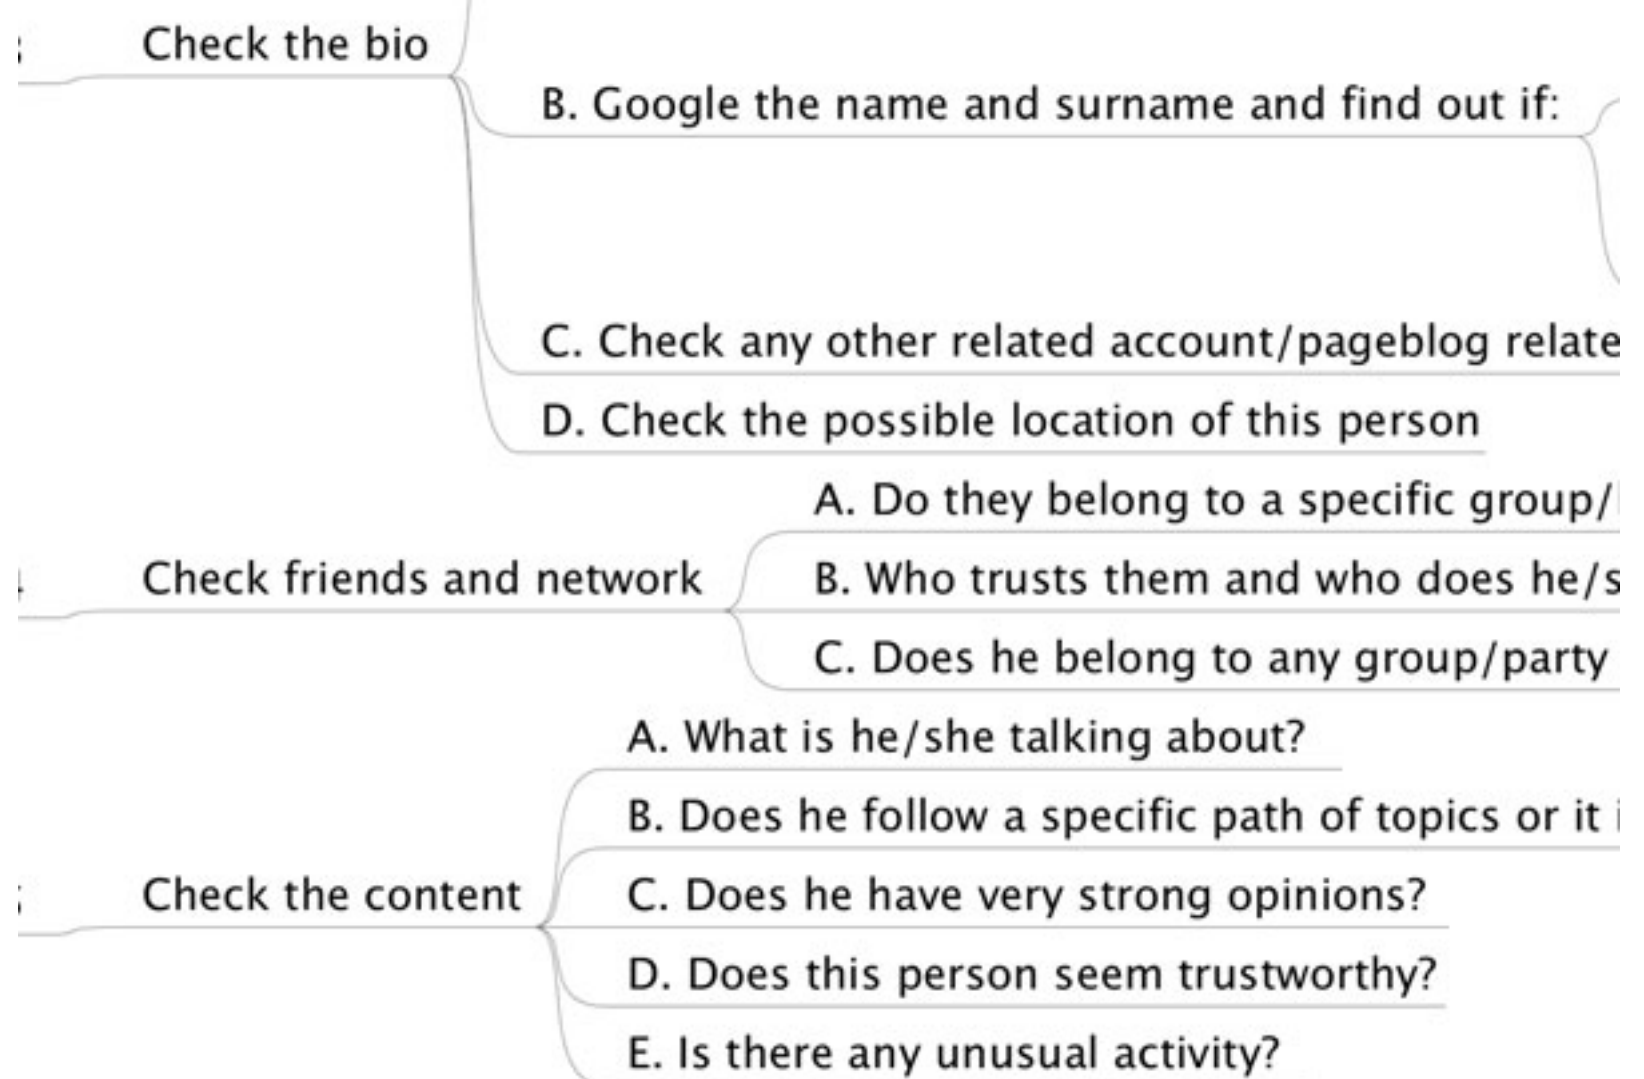 Check the bio
B. Google the name and surname and find out if:
C. Check any other related account/pageblog relate
D. Check the possible location of this person
A. Do they belong to a specific group/
Check friends and network
B. Who trusts them and who does he/s
C. Does he belong to any group/party
A. What is he/she talking about?
B. Does he follow a specific path of topics or it i
Check the content
C. Does he have very strong opinions?
D. Does this person seem trustworthy?
E. Is there any unusual activity?